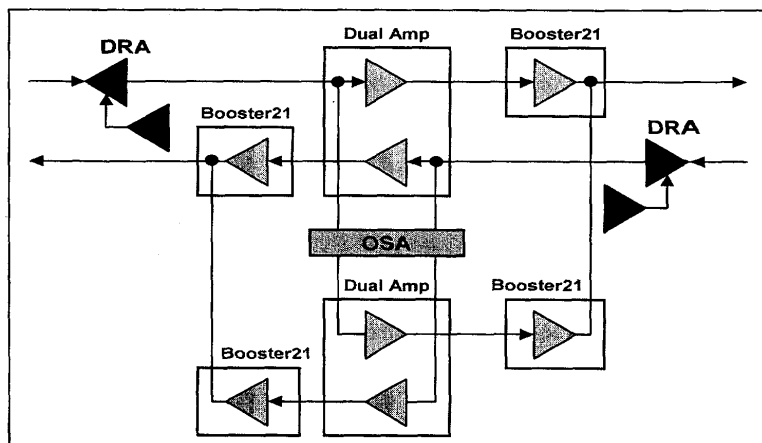 Dual Amp
Booster21
DRA
Booster21
DRA
OSA
Dual Amp
Booster21
Booster21